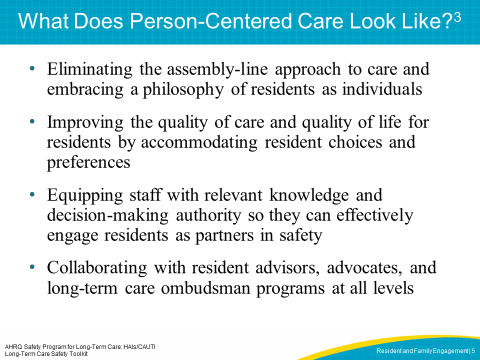 What Does Person-Centered Care Look Like?3
• Eliminating the assembly-line approach to care and
embracing a philosophy of residents as individuals
• Improving the quality of care and quality of life for
residents by accommodating resident choices and
preferences
• Equipping staff with relevant knowledge and
decision-making authority so they can effectively
engage residents as partners in safety
• Collaborating with resident advisors, advocates, and
long-term care ombudsman programs at all levels
AHRQ Safety Program for Long-Term Care: HAIs/CAUTI
Long-Term Care Safety Toolkit
Resident and Family Engagement | 5